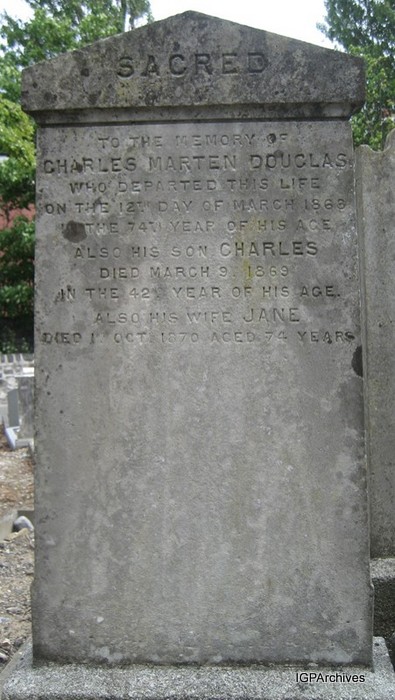 SACRED
TO THE MEMORY OF
CHARLES MARTEN DOUGLAS
WHO DEPARTED THIS LIFE
ON THE 12TH DAY OF MARCH 1868
IN THE 74TH YEAR OF HIS AGE
ALSO HIS SON CHARLES
DIED MARCH 9. 1869
IN THE 42 YEAR OF HIS AGE.
ALSO HIS WIFE JANE
DIED OCT. 1870 AGED 74 YEARS
IGPArchives